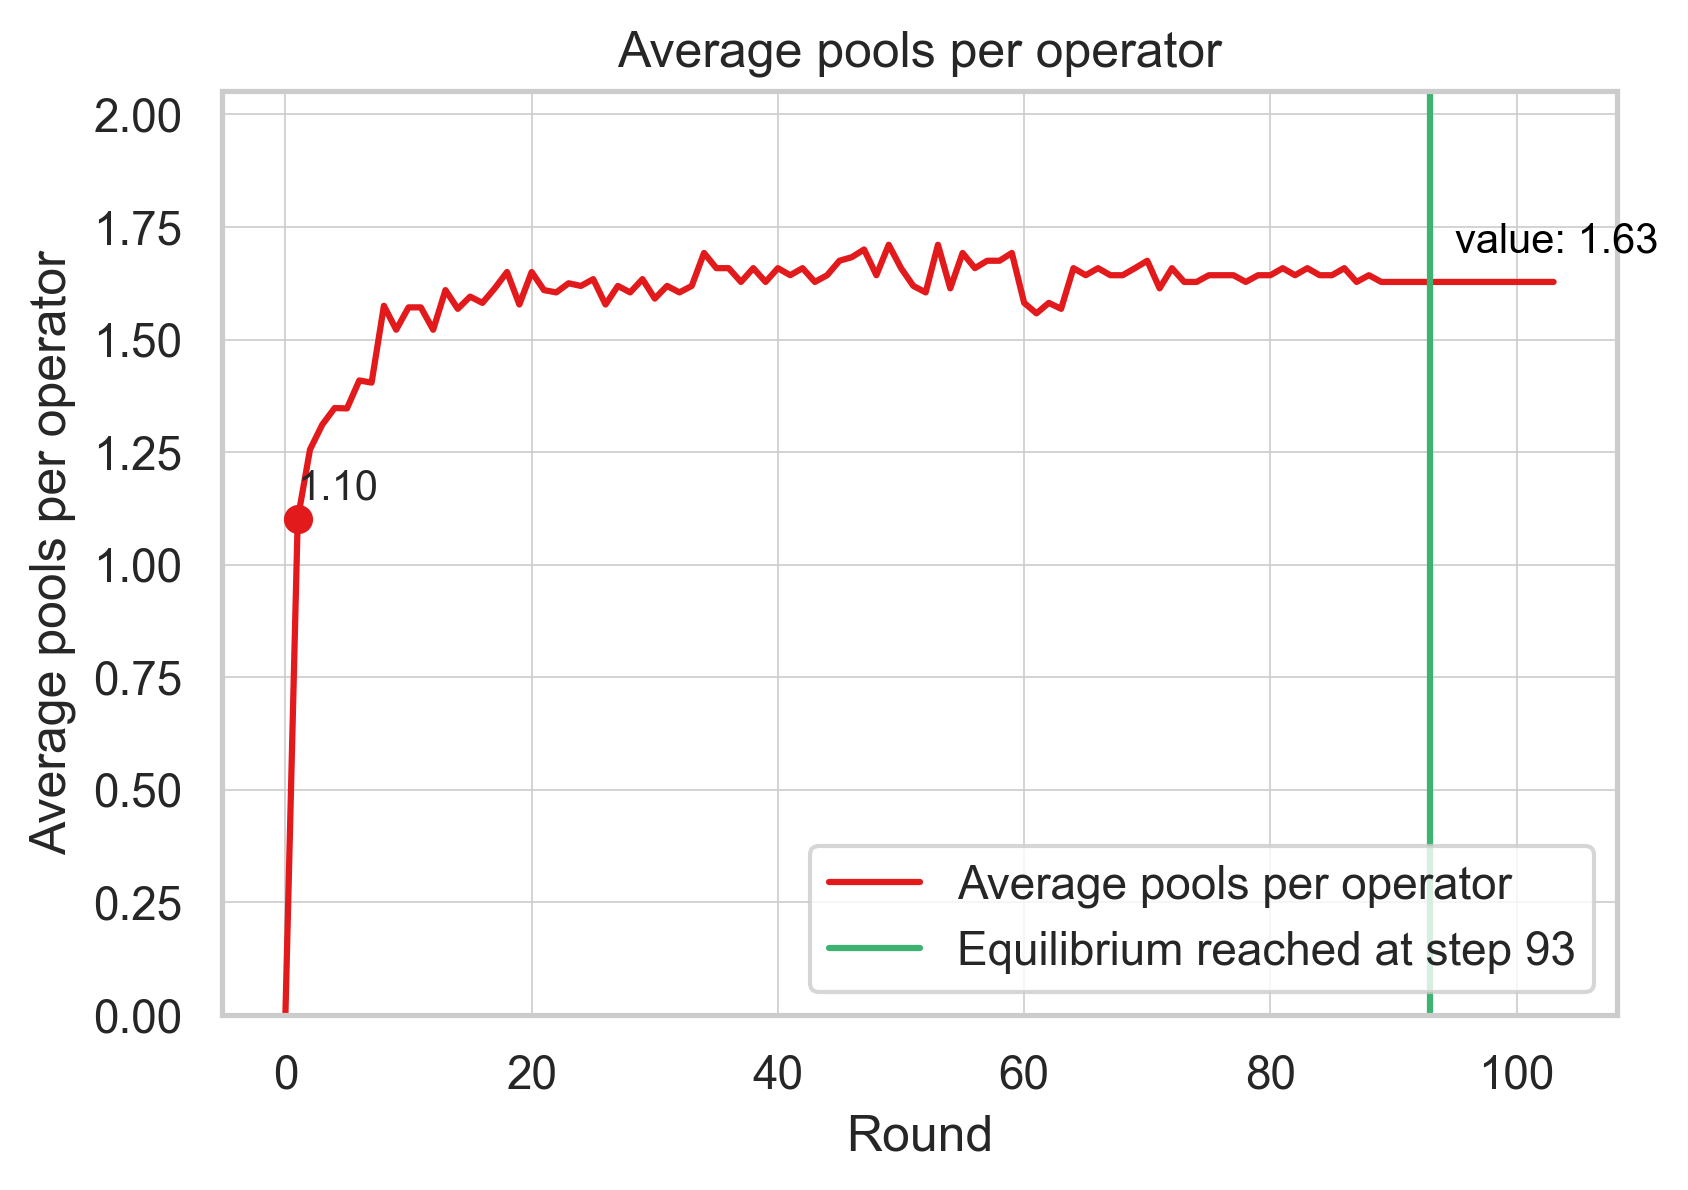 Average pools per operator
2.00
1.75
1.50
1.25
1.00
0.75
0.50
0.25
0.00
Average pools per operator
value: 1.63
1.10
Average pools per operator
Equilibrium reached at step 93
0 20 40 60 80 100
Round